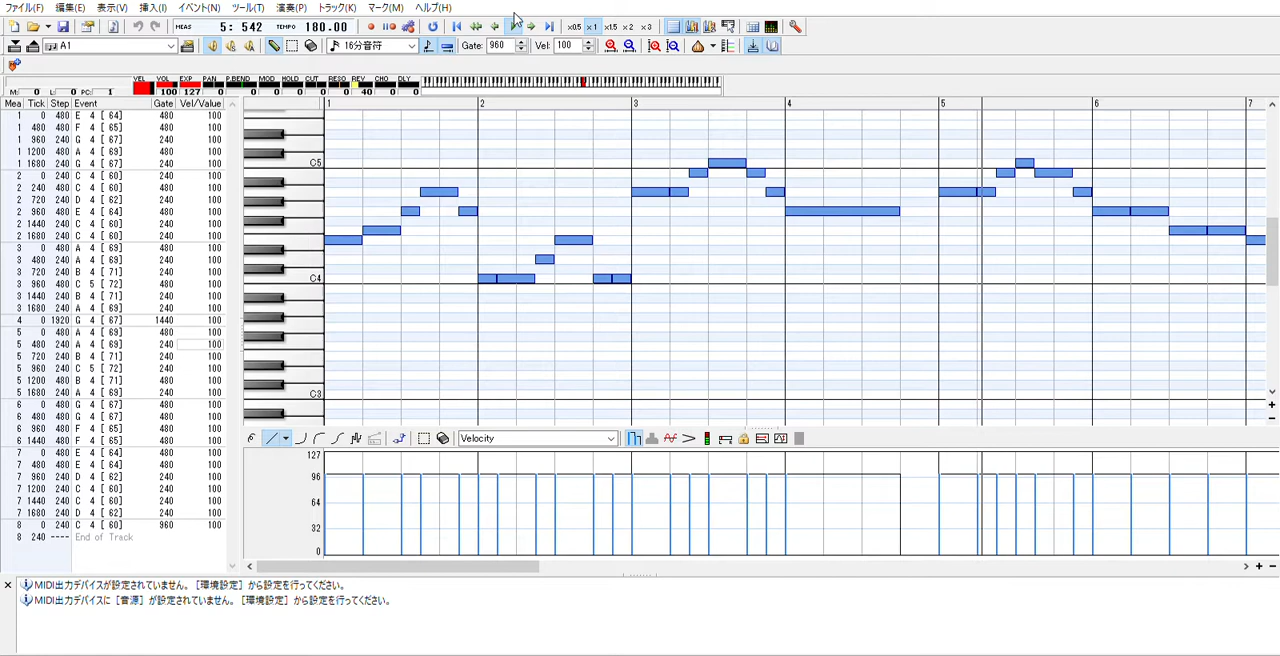 ファイル(F) 編集(E) 表示(V) 挿入(I) イベント(N) ツール(T) 演奏(P) トラック(K) マーク(M) ヘルプ(H)
MEAS 5: 542 TEMPO 180.00 ×0.5 ×1 ×1.5 ×2 ×3
A1 16分音符 Gate: 960 Vel: 100
VEL VOL EXP PAN P.BEND MOD HOLD CUT RESO REV CHO DLY
M: 0 L: 0 PC: 1 100 127 0 0 0 0 0 0 40 0 0
Mea Tick Step Event Gate Vel/Value 1 2 3 4 5 6 7
1 0 480 E 4 [ 64] 480 100
1 480 480 F 4 [ 65] 480 100
1 960 240 G 4 [ 67] 240 100
1 1200 480 A 4 [ 69] 480 100
1 1680 240 G 4 [ 67] 240 100
2 0 240 C 4 [ 60] 240 100
2 240 480 C 4 [ 60] 480 100
2 720 240 D 4 [ 62] 240 100
2 960 480 E 4 [ 64] 480 100
2 1440 240 C 4 [ 60] 240 100
2 1680 240 C 4 [ 60] 240 100
3 0 480 A 4 [ 69] 480 100
3 480 240 A 4 [ 69] 240 100
3 720 240 B 4 [ 71] 240 100
3 960 480 C 5 [ 72] 480 100
3 1440 240 B 4 [ 71] 240 100
3 1680 240 A 4 [ 69] 240 100
4 0 1920 G 4 [ 67] 1440 100
5 0 480 A 4 [ 69] 480 100
5 480 240 A 4 [ 69] 240 100
5 720 240 B 4 [ 71] 240 100
5 960 240 C 5 [ 72] 240 100
5 1200 480 B 4 [ 71] 480 100
5 1680 240 A 4 [ 69] 240 100
6 0 480 G 4 [ 67] 480 100
6 480 480 G 4 [ 67] 480 100
6 960 480 F 4 [ 65] 480 100
6 1440 480 F 4 [ 65] 480 100
7 0 480 E 4 [ 64] 480 100
7 480 480 E 4 [ 64] 480 100
7 960 240 D 4 [ 62] 240 100
7 1200 240 C 4 [ 60] 240 100
7 1440 240 C 4 [ 60] 240 100
7 1680 240 D 4 [ 62] 240 100
8 0 240 C 4 [ 60] 960 100
8 240 ---- End of Track
C5
C4
C3
Velocity
127
96
64
32
0
MIDI出力デバイスが設定されていません。 [環境設定] から設定を行ってください。
MIDI出力デバイスに [音源] が設定されていません。 [環境設定] から設定を行ってください。